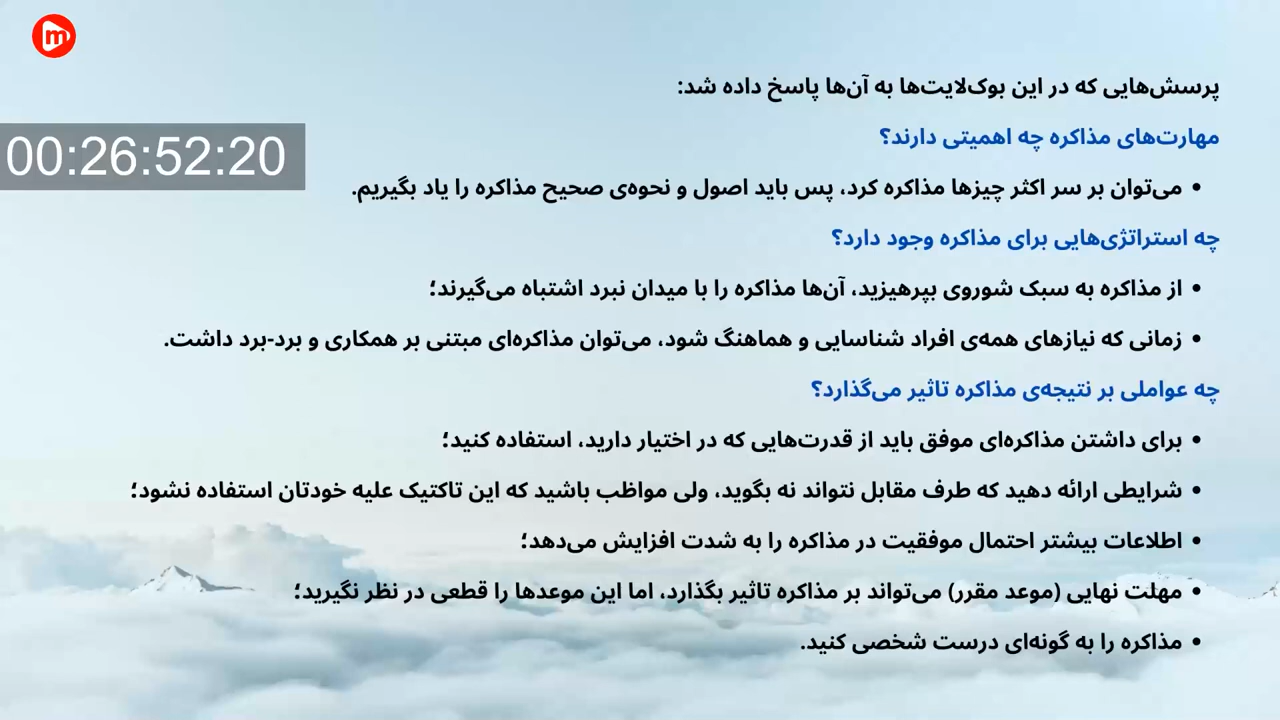 m
پرسش‌هایی که در این بوک‌لایت‌ها به آن‌ها پاسخ داده شد:
مهارت‌های مذاکره چه اهمیتی دارند؟
00:26:52:20
• می‌توان بر سر اکثر چیزها مذاکره کرد، پس باید اصول و نحوه‌ی صحیح مذاکره را یاد بگیریم.
چه استراتژی‌هایی برای مذاکره وجود دارد؟
• از مذاکره به سبک شوروی بپرهیزید، آن‌ها مذاکره را با میدان نبرد اشتباه می‌گیرند؛
• زمانی که نیازهای همه‌ی افراد شناسایی و هماهنگ شود، می‌توان مذاکره‌ای مبتنی بر همکاری و برد-برد داشت.
چه عواملی بر نتیجه‌ی مذاکره تاثیر می‌گذارد؟
• برای داشتن مذاکره‌ای موفق باید از قدرت‌هایی که در اختیار دارید، استفاده کنید؛
• شرایطی ارائه دهید که طرف مقابل نتواند نه بگوید، ولی مواظب باشید که این تاکتیک علیه خودتان استفاده نشود؛
• اطلاعات بیشتر احتمال موفقیت در مذاکره را به شدت افزایش می‌دهد؛
• مهلت نهایی (موعد مقرر) می‌تواند بر مذاکره تاثیر بگذارد، اما این موعدها را قطعی در نظر نگیرید؛
• مذاکره را به گونه‌ای درست شخصی کنید.